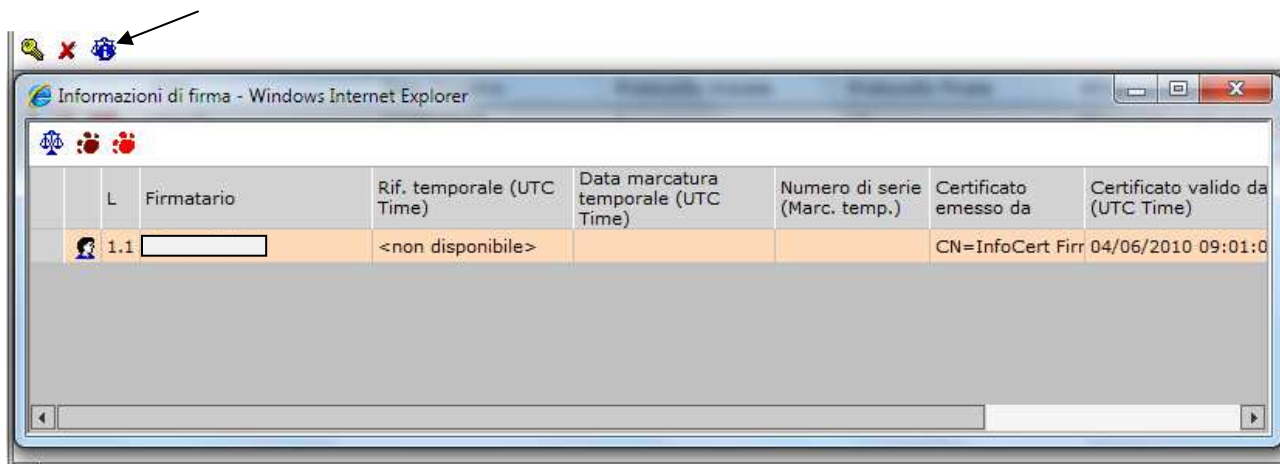 Informazioni di firma - Windows Internet Explorer
L Firmatario Rif. temporale (UTC Time) Data marcatura temporale (UTC Time) Numero di serie (Marc. temp.) Certificato emesso da Certificato valido da (UTC Time)
1.1 <non disponibile> CN=InfoCert Firr 04/06/2010 09:01:0